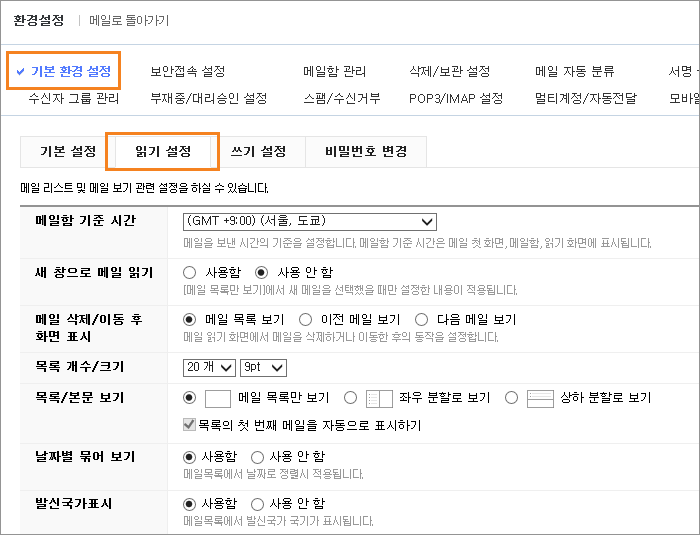 환경설정 | 메일로 돌아가기
기본 환경 설정 보안접속 설정 메일함 관리 삭제/보관 설정 메일 자동 분류 서명
수신자 그룹 관리 부재중/대리승인 설정 스팸/수신거부 POP3/IMAP 설정 멀티계정/자동전달 모바일
기본 설정 읽기 설정 쓰기 설정 비밀번호 변경
메일 리스트 및 메일 보기 관련 설정을 하실 수 있습니다.
메일함 기준 시간 (GMT +9:00) (서울, 도쿄)
메일을 보낸 시간의 기준을 설정합니다. 메일함 기준 시간은 메일 첫 화면, 메일함, 읽기 화면에 표시됩니다.
새 창으로 메일 읽기 사용함 사용 안 함
[메일 목록만 보기]에서 새 메일을 선택했을 때만 설정한 내용이 적용됩니다.
메일 삭제/이동 후 메일 목록 보기 이전 메일 보기 다음 메일 보기
화면 표시 메일 읽기 화면에서 메일을 삭제하거나 이동한 후의 동작을 설정합니다.
목록 개수/크기 20 개 9pt
목록/본문 보기 메일 목록만 보기 좌우 분할로 보기 상하 분할로 보기
목록의 첫 번째 메일을 자동으로 표시하기
날짜별 묶어 보기 사용함 사용 안 함
메일목록에서 날짜로 정렬시 적용됩니다.
발신국가표시 사용함 사용 안 함
메일목록에서 발신국가 국기가 표시됩니다.